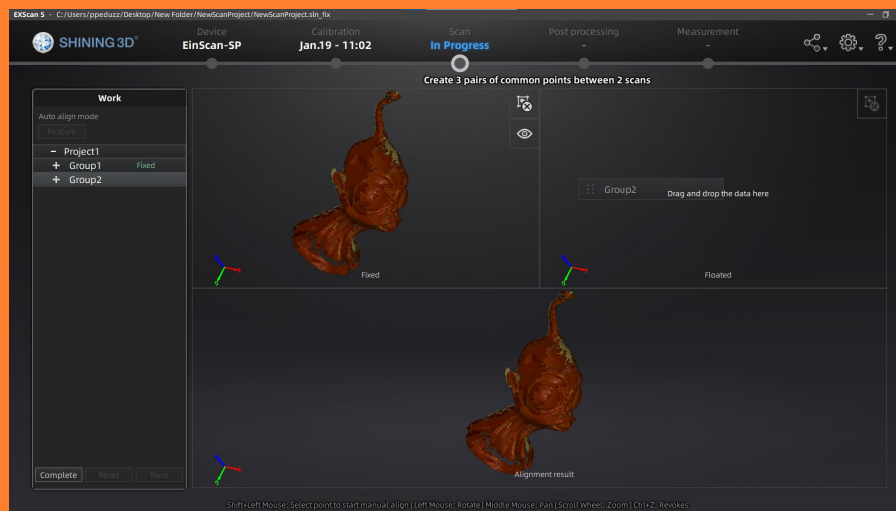 EXScan S - C:/Users/ppeduzz/Desktop/New Folder/NewScanProject/NewScanProject.sln_fix
SHINING 3D®
Device
EinScan-SP
Calibration
Jan.19 - 11:02
Scan
In Progress
Post processing
-
Measurement
-
Create 3 pairs of common points between 2 scans
Work
Auto align mode
Feature
- Project1
+ Group1 Fixed
+ Group2
Fixed
Group2
Drag and drop the data here
Floated
Alignment result
Complete Reset Next
Shift+Left Mouse: Select point to start manual align | Left Mouse: Rotate | Middle Mouse: Pan | Scroll Wheel: Zoom | Ctrl+Z: Revokes